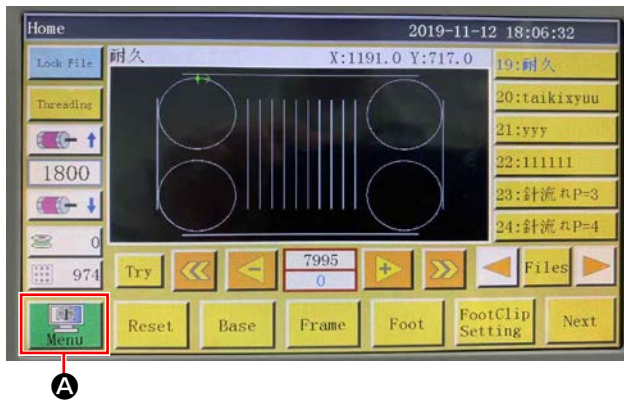 Home 2019-11-12 18:06:32
Lock File
耐久 X:1191.0 Y:717.0
19:耐久
Threading
20:taikixyuu
21:yyy
1800
22:111111
23:針流れP=3
0
24:針流れP=4
974
Try
7995
0
Files
Menu
Reset
Base
Frame
Foot
FootClip
Setting
Next
A